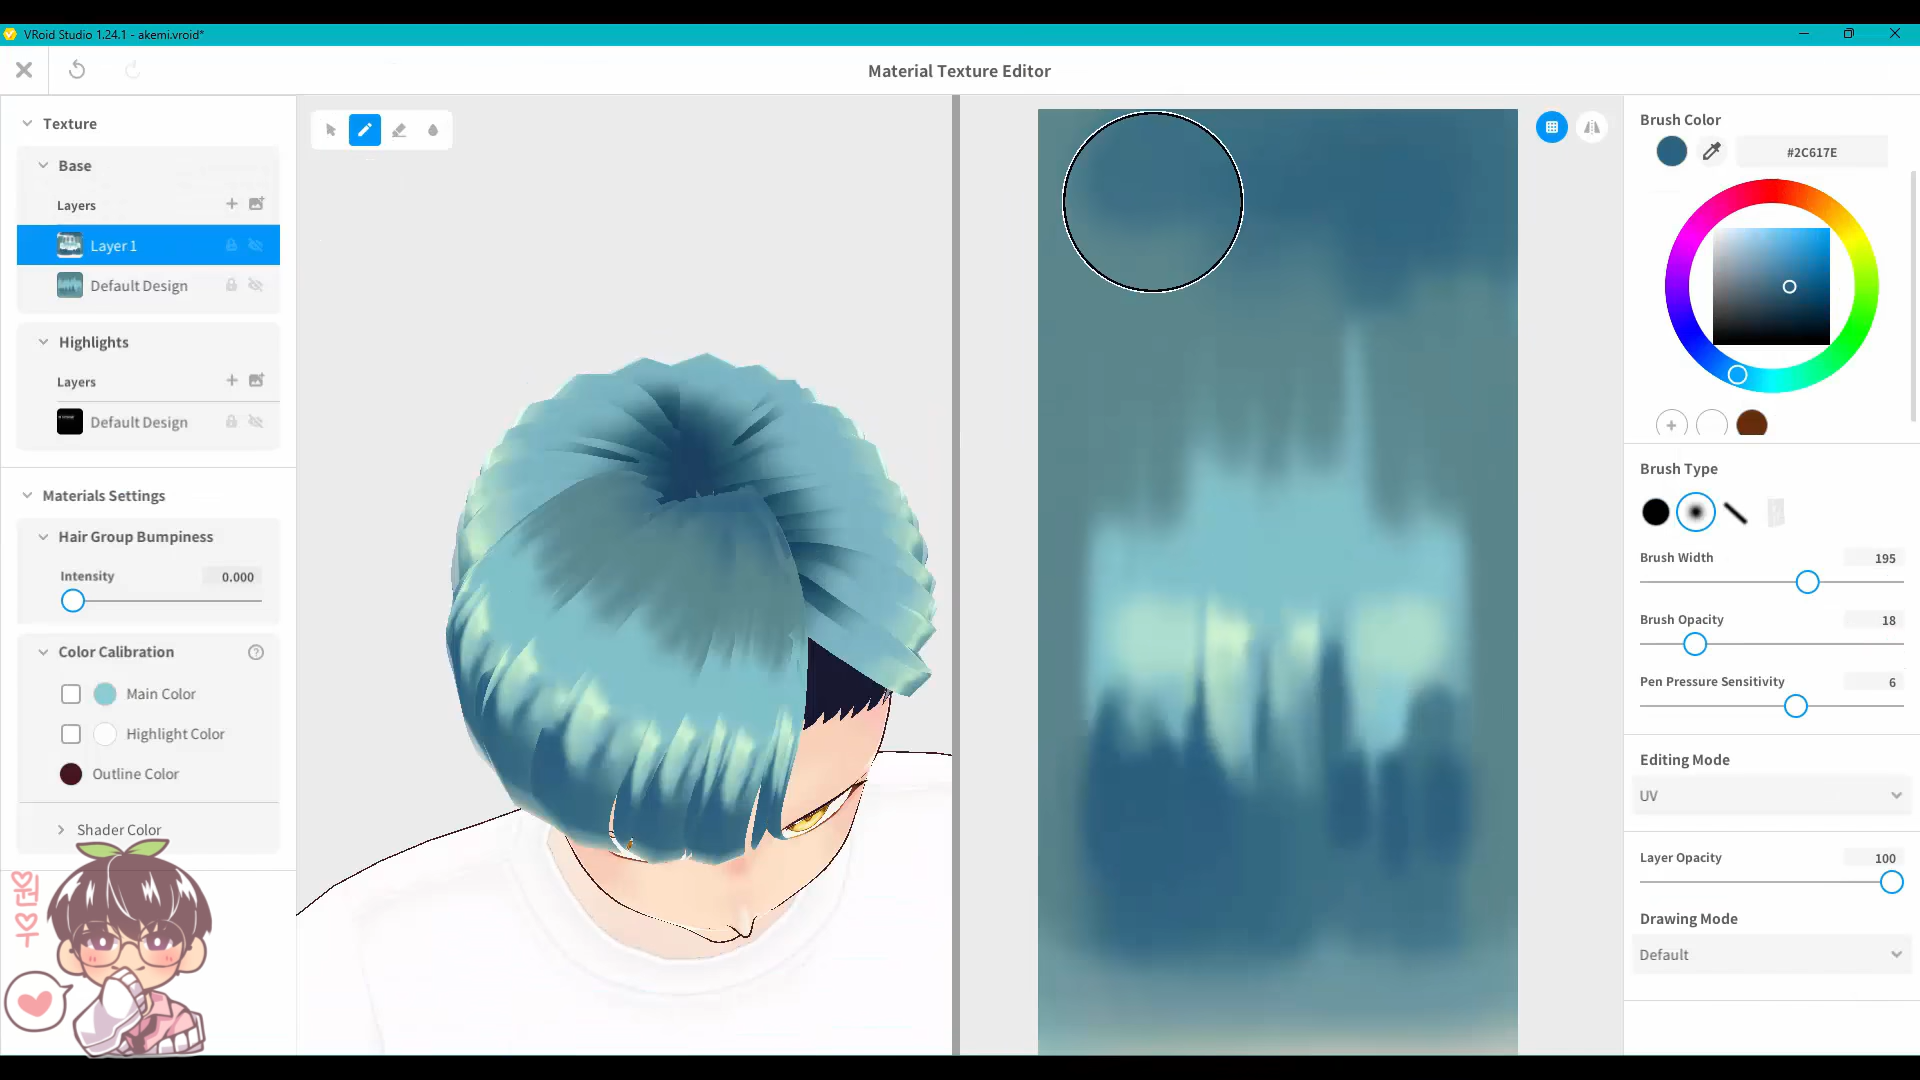 VRoid Studio 1.24.1 - akemi.vroid*
Material Texture Editor
Texture
Base
Layers
Layer 1
Default Design
Highlights
Layers
Default Design
Materials Settings
Hair Group Bumpiness
Intensity
0.000
Color Calibration
Main Color
Highlight Color
Outline Color
Shader Color
원
우
Brush Color
#2C617E
Brush Type
Brush Width
195
Brush Opacity
18
Pen Pressure Sensitivity
6
Editing Mode
UV
Layer Opacity
100
Drawing Mode
Default